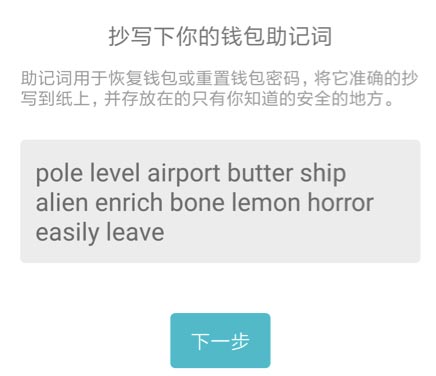 抄写下你的钱包助记词
助记词用于恢复钱包或重置钱包密码，将它准确的抄
写到纸上，并存放在的只有你知道的安全的地方。
pole level airport butter ship
alien enrich bone lemon horror
easily leave
下一步